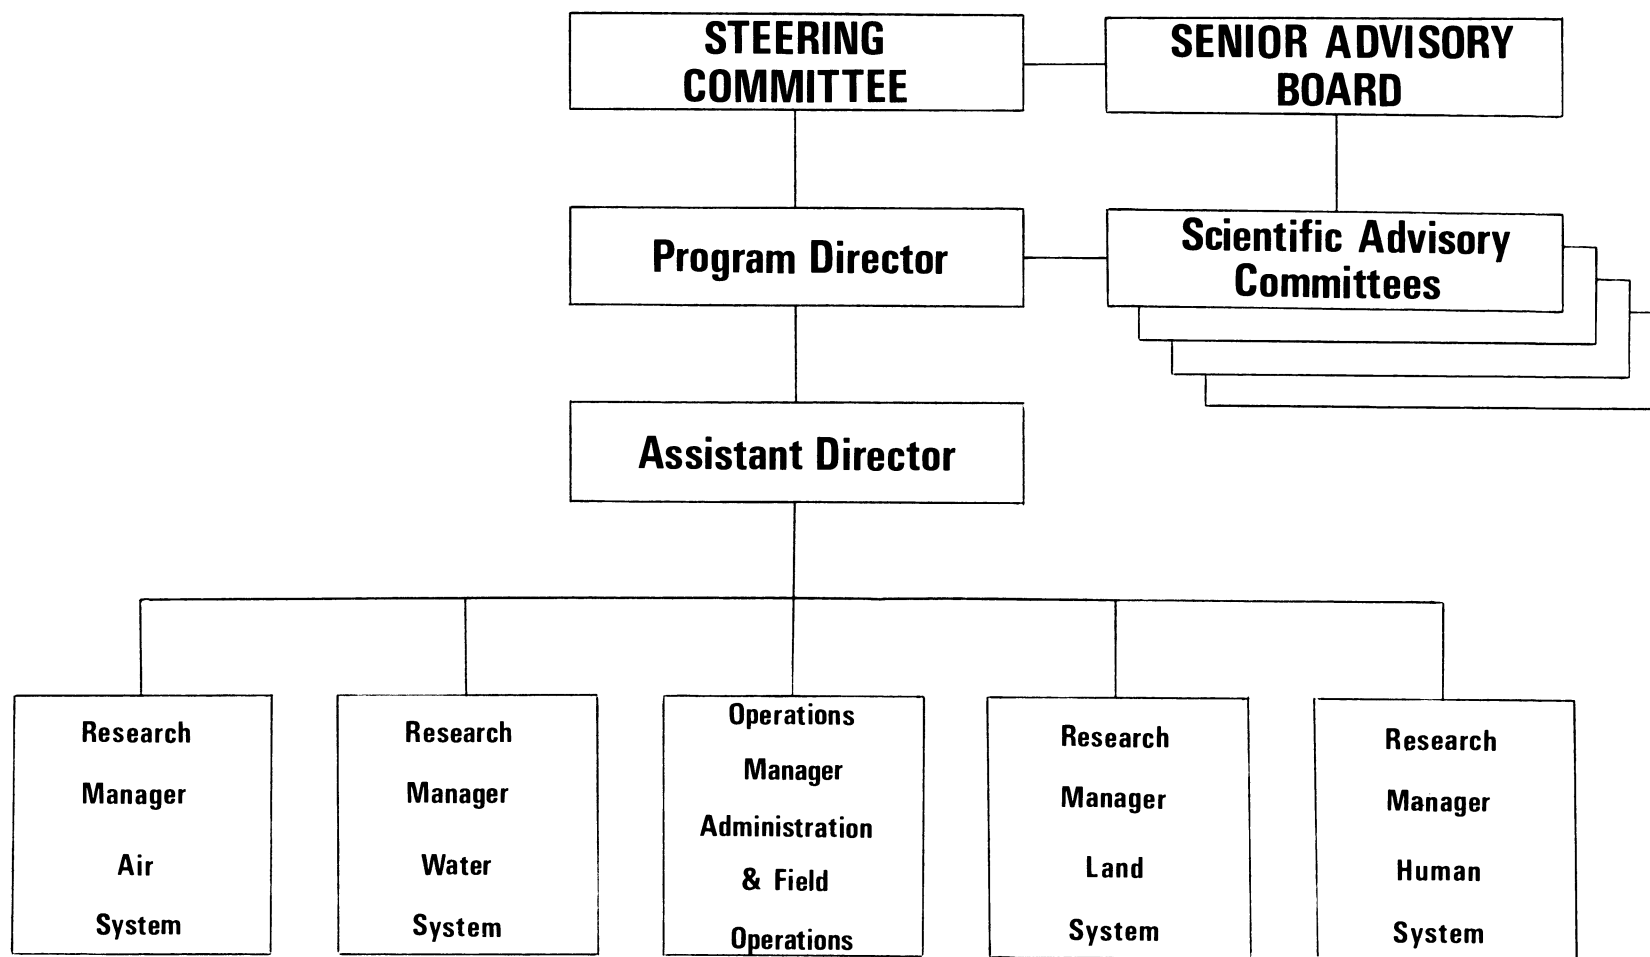 STEERING
COMMITTEE
SENIOR ADVISORY
BOARD
Program Director
Scientific Advisory
Committees
Assistant Director
Research
Manager
Air
System
Research
Manager
Water
System
Operations
Manager
Administration
& Field
Operations
Research
Manager
Land
System
Research
Manager
Human
System